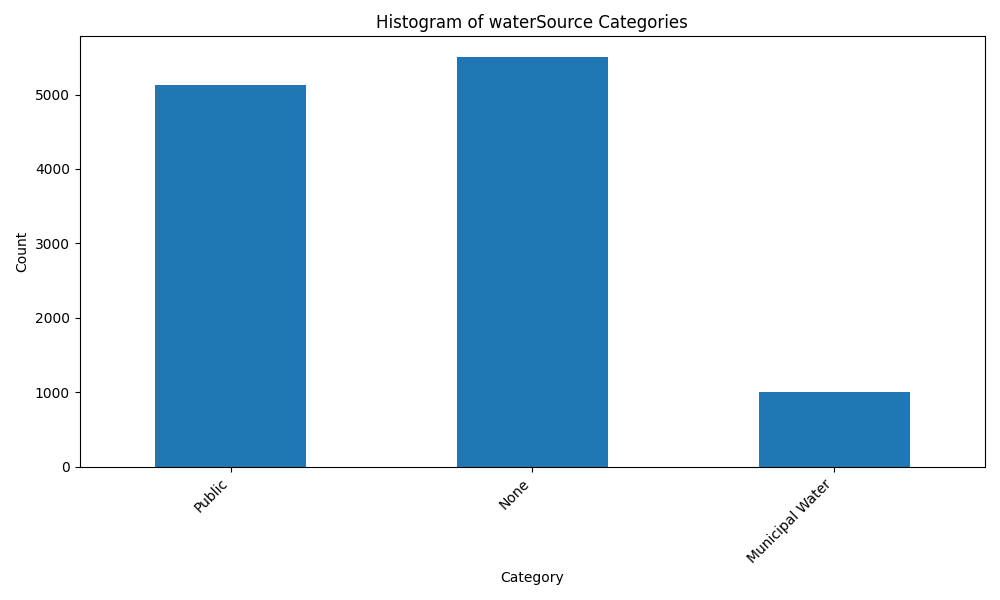 Histogram of waterSource Categories
Count
5000
4000
3000
2000
1000
0
Public
None
Municipal Water
Category